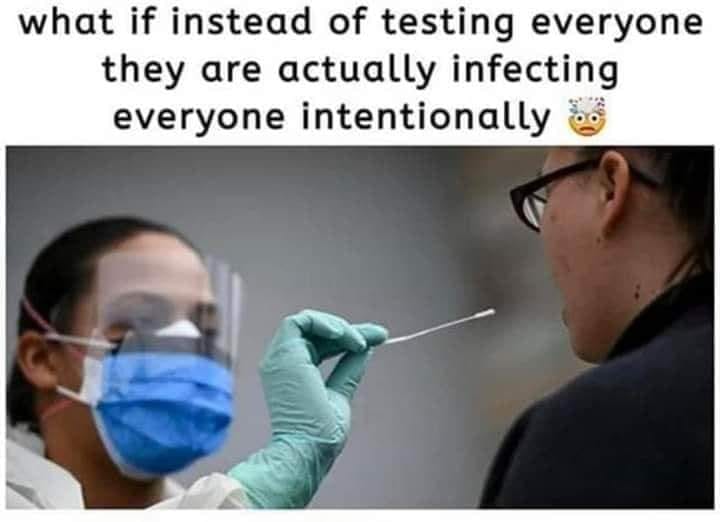 what if instead of testing everyone
they are actually infecting
everyone intentionally 🤯